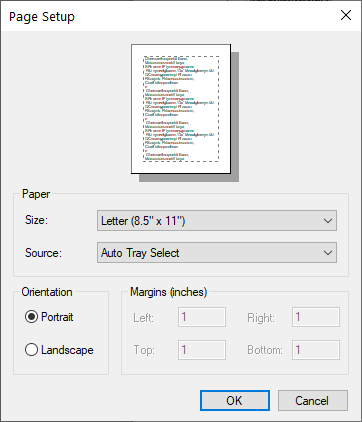 Page Setup
Paper
Size:
Letter (8.5" x 11")
Source:
Auto Tray Select
Orientation
Portrait
Landscape
Margins (inches)
Left: 1 Right: 1
Top: 1 Bottom: 1
OK Cancel